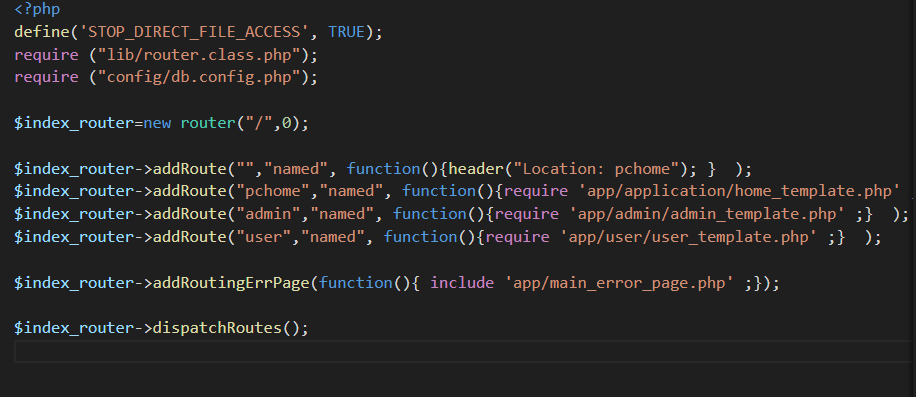 <?php
define('STOP_DIRECT_FILE_ACCESS', TRUE);
require ("lib/router.class.php");
require ("config/db.config.php");
$index_router=new router("/",0);
$index_router->addRoute("","named", function(){header("Location: pchome"); }  );
$index_router->addRoute("pchome","named", function(){require 'app/application/home_template.php'
$index_router->addRoute("admin","named", function(){require 'app/admin/admin_template.php' ;}  );
$index_router->addRoute("user","named", function(){require 'app/user/user_template.php' ;}  );
$index_router->addRoutingErrPage(function(){ include 'app/main_error_page.php' ;});
$index_router->dispatchRoutes();